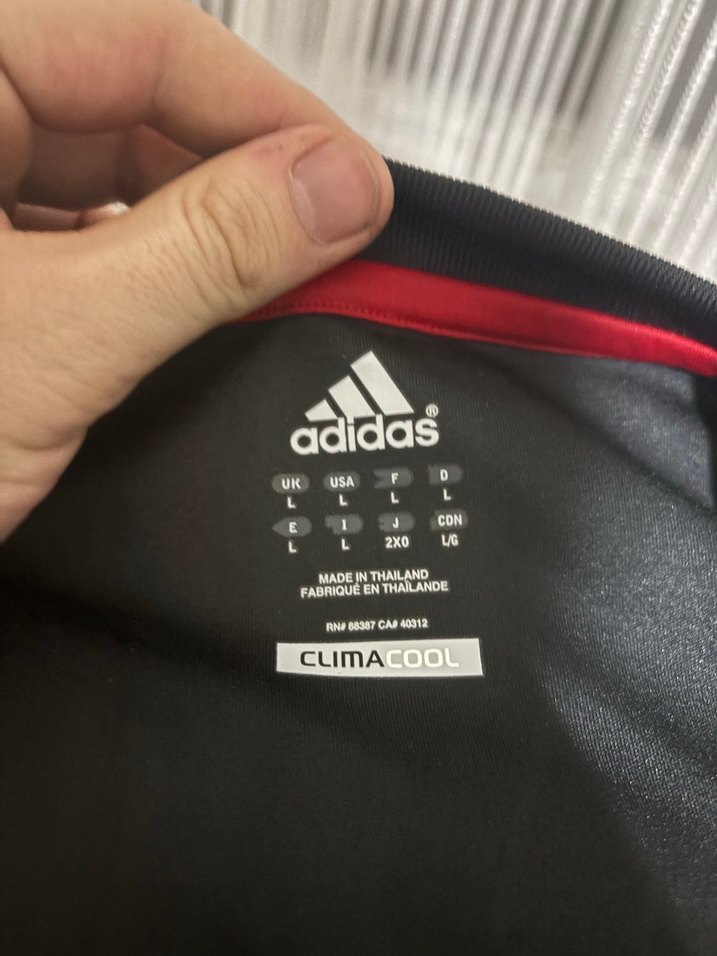 adidas®
UK USA F D
L L L L
E I J CDN
L L 2XO L/G
MADE IN THAILAND
FABRIQUÉ EN THAÏLANDE
RN# 88387 CA# 40312
CLIMACOOL